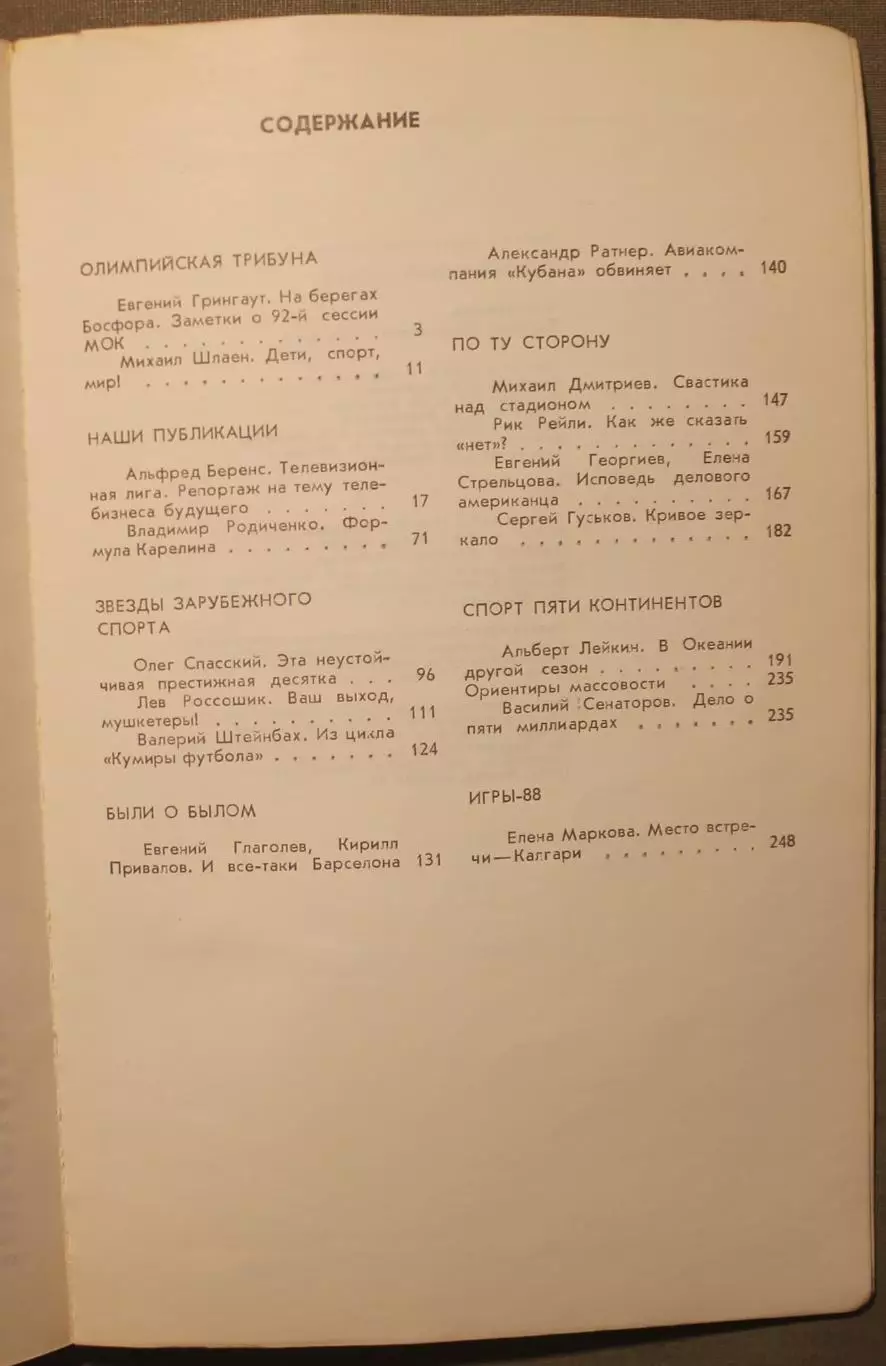 СОДЕРЖАНИЕ
ОЛИМПИЙСКАЯ ТРИБУНА
Евгений Грингаут. На берегах
Босфора. Заметки о 92-й сессии
МОК . . . . . . . . . . . . . 3
Михаил Шлаен. Дети, спорт,
мир! . . . . . . . . . . . . . 11
НАШИ ПУБЛИКАЦИИ
Альфред Беренс. Телевизион-
ная лига. Репортаж на тему теле-
бизнеса будущего . . . . . . . 17
Владимир Родиченко. Фор-
мула Карелина . . . . . . . . . 71
ЗВЕЗДЫ ЗАРУБЕЖНОГО
СПОРТА
Олег Спасский. Эта неустой-
чивая престижная десятка . . . 96
Лев Россошик. Ваш выход,
мушкетеры! . . . . . . . . . . 111
Валерий Штейнбах. Из цикла
«Кумиры футбола» . . . . . . . 124
БЫЛИ О БЫЛОМ
Евгений Глаголев, Кирилл
Привалов. И все-таки Барселона 131
Александр Ратнер. Авиаком-
пания «Кубана» обвиняет . . . . 140
ПО ТУ СТОРОНУ
Михаил Дмитриев. Свастика
над стадионом . . . . . . . . 147
Рик Рейли. Как же сказать
«нет»? . . . . . . . . . . . . . 159
Евгений Георгиев, Елена
Стрельцова. Исповедь делового
американца . . . . . . . . . . 167
Сергей Гуськов. Кривое зер-
кало . . . . . . . . . . . . . 182
СПОРТ ПЯТИ КОНТИНЕНТОВ
Альберт Лейкин. В Океании
другой сезон . . . . . . . . . 191
Ориентиры массовости . . . . 235
Василий Сенаторов. Дело о
пяти миллиардах . . . . . . . 235
ИГРЫ-88
Елена Маркова. Место встре-
чи — Калгари . . . . . . . . . 248